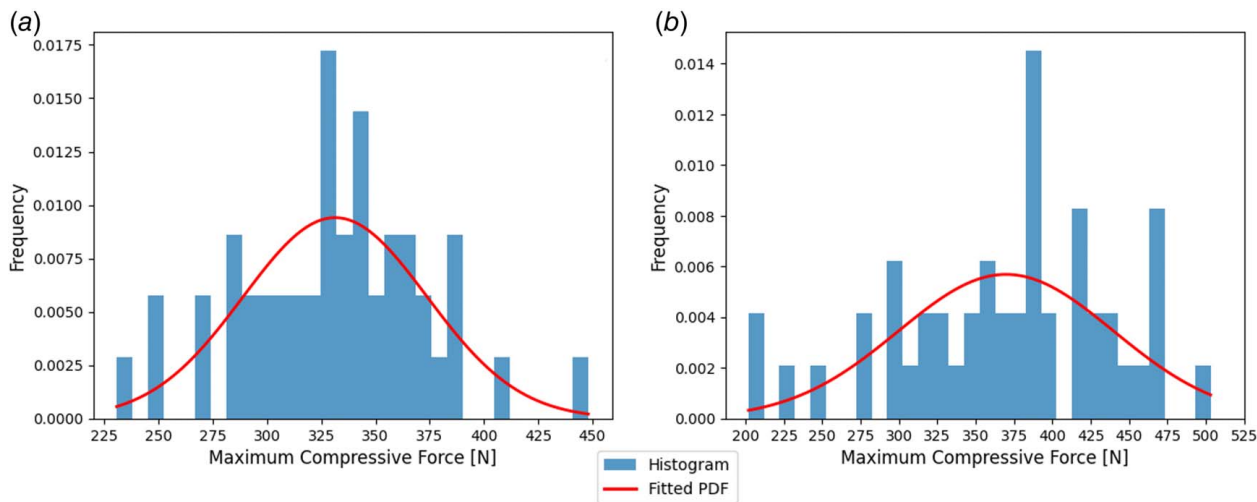 (a)
0.0175
0.0150
0.0125
0.0100
0.0075
0.0050
0.0025
0.0000
Frequency
225 250 275 300 325 350 375 400 425 450
Maximum Compressive Force [N]
(b)
0.014
0.012
0.010
0.008
0.006
0.004
0.002
0.000
Frequency
200 225 250 275 300 325 350 375 400 425 450 475 500 525
Maximum Compressive Force [N]
Histogram
Fitted PDF